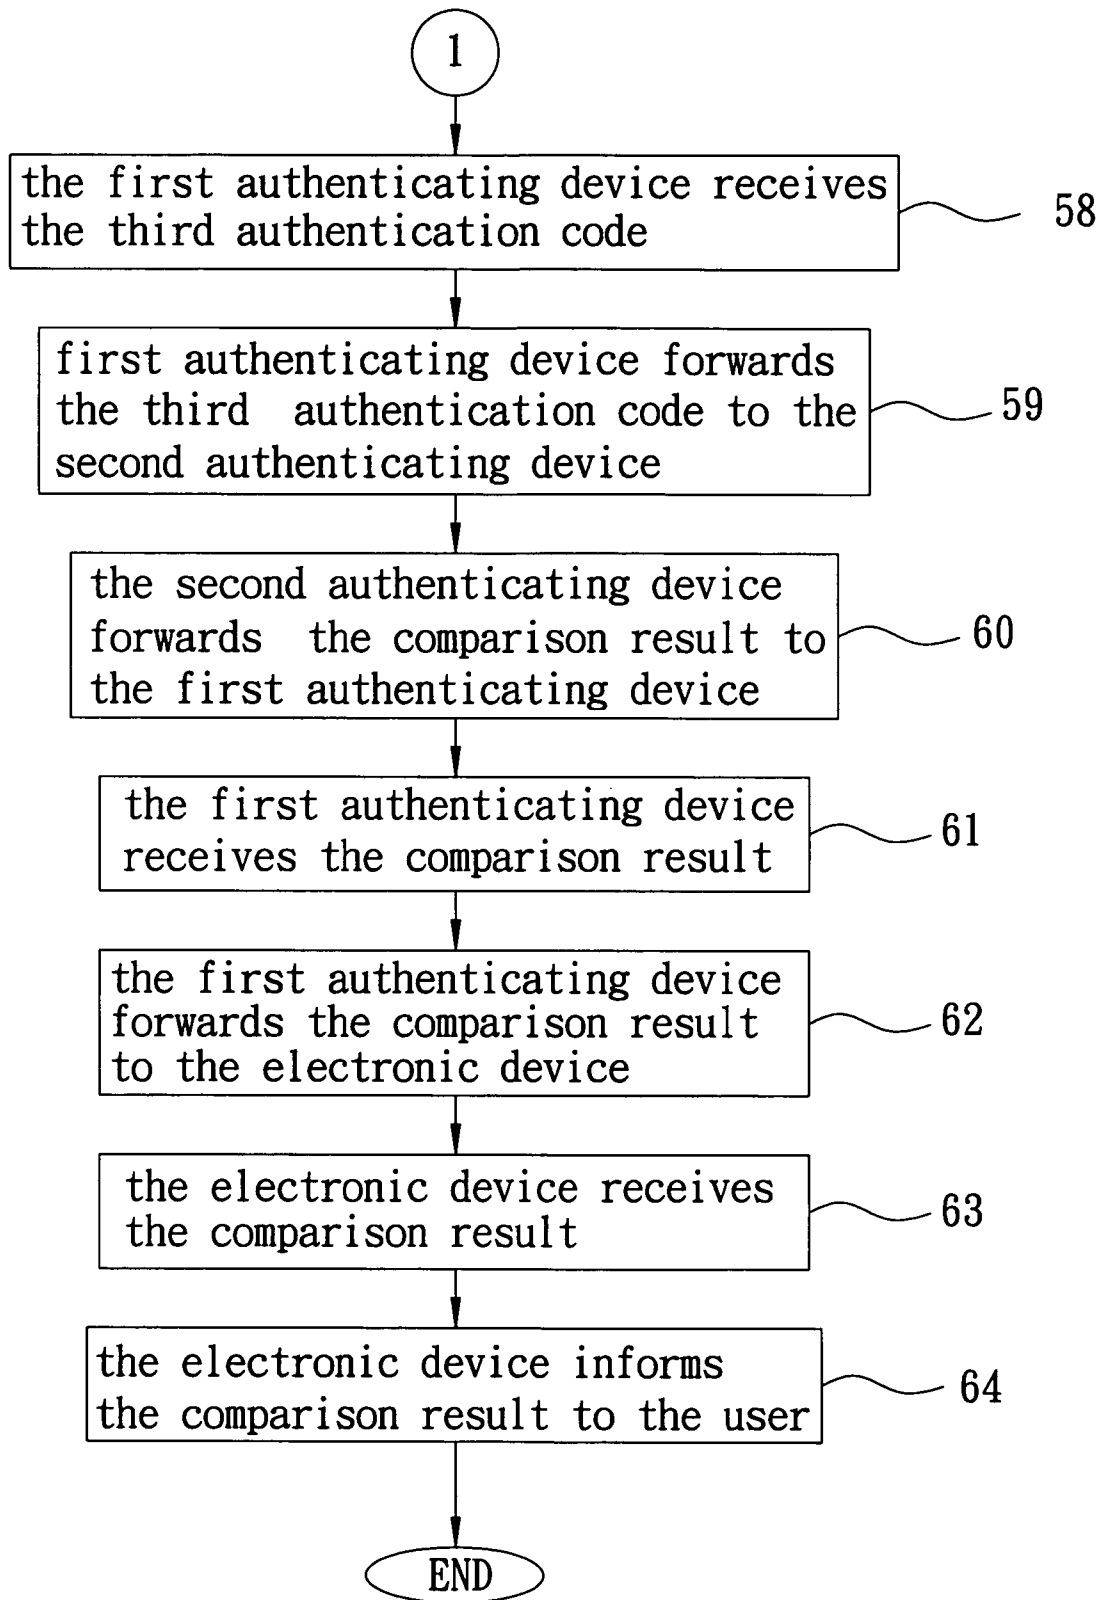 1
the first authenticating device receives
the third authentication code
58
first authenticating device forwards
the third authentication code to the
second authenticating device
59
the second authenticating device
forwards the comparison result to
the first authenticating device
60
the first authenticating device
receives the comparison result
61
the first authenticating device
forwards the comparison result
to the electronic device
62
the electronic device receives
the comparison result
63
the electronic device informs
the comparison result to the user
64
END